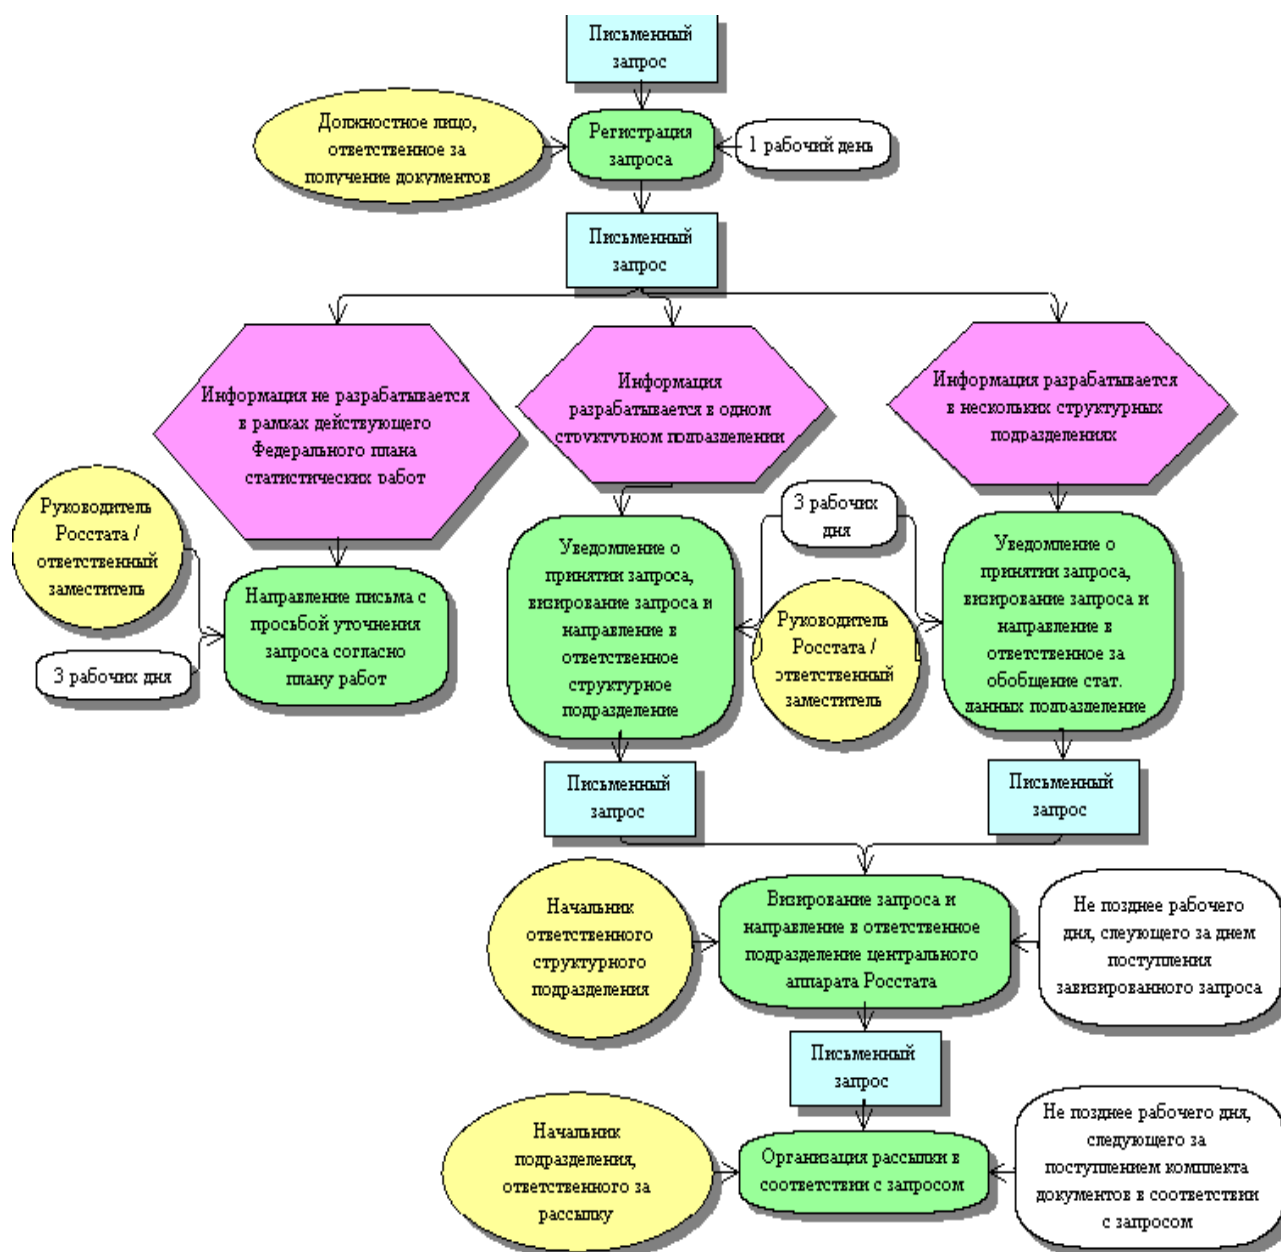 Письменный
запрос
Должностное лицо,
ответственное за
получение документов
Регистрация
запроса
1 рабочий день
Письменный
запрос
Информация не разрабатывается
в рамках действующего
Федерального плана
статистических работ
Информация
разрабатывается в одном
структурном подразделении
Информация разрабатывается
в нескольких структурных
подразделениях
Руководитель
Росстата /
ответственный
заместитель
3 рабочих дня
Направление письма с
просьбой уточнения
запроса согласно
плану работ
Уведомление о
принятии запроса,
визирование запроса и
направление в
ответственное
структурное
подразделение
3 рабочих
дня
Руководитель
Росстата /
ответственный
заместитель
Уведомление о
принятии запроса,
визирование запроса и
направление в
ответственное за
обобщение стат.
данных подразделение
Письменный
запрос
Письменный
запрос
Начальник
ответственного
структурного
подразделения
Визирование запроса и
направление в ответственное
подразделение центрального
аппарата Росстата
Не позднее рабочего
дня, слеующего за днем
поступления
завизированного запроса
Письменный
запрос
Начальник
подразделения,
ответственного за
рассылку
Организация рассылки в
соответствии с запросом
Не позднее рабочего дня,
следующего за
поступлением комплекта
документов в соответствии
с запросом